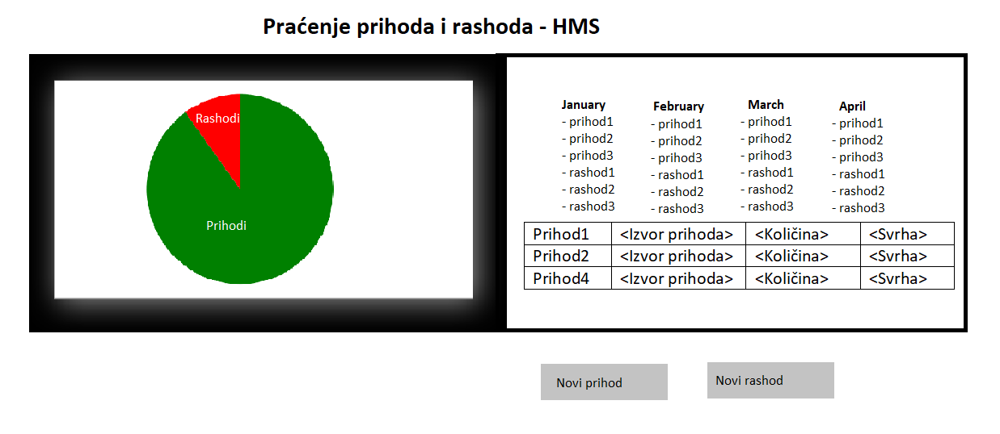 Praćenje prihoda i rashoda - HMS
Rashodi
Prihodi
January
- prihod1
- prihod2
- prihod3
- rashod1
- rashod2
- rashod3
February
- prihod1
- prihod2
- prihod3
- rashod1
- rashod2
- rashod3
March
- prihod1
- prihod2
- prihod3
- rashod1
- rashod2
- rashod3
April
- prihod1
- prihod2
- prihod3
- rashod1
- rashod2
- rashod3
Prihod1 <Izvor prihoda> <Količina> <Svrha>
Prihod2 <Izvor prihoda> <Količina> <Svrha>
Prihod4 <Izvor prihoda> <Količina> <Svrha>
Novi prihod
Novi rashod